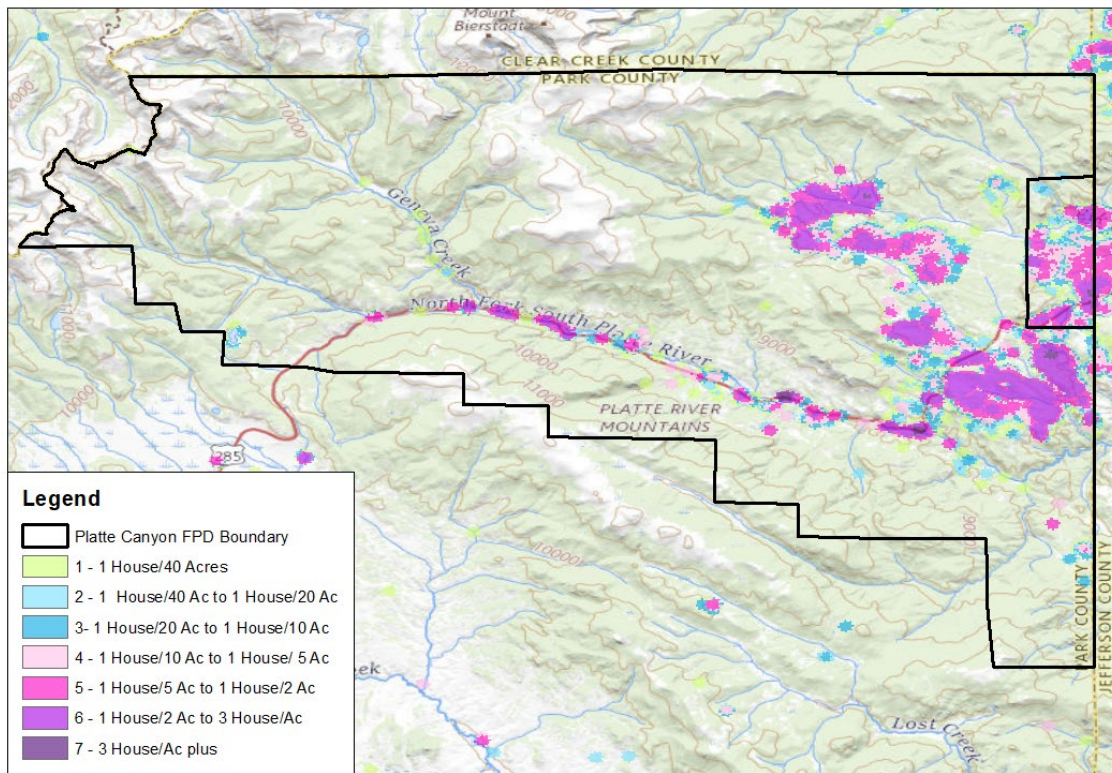 Mount
Bierstadt
CLEAR CREEK COUNTY
PARK COUNTY
10000
Geneva
Creek
North Fork South Platte River
9000
10000
11000
PLATTE RIVER
MOUNTAINS
10000
285
10000
9000
PARK COUNTY
JEFFERSON COUNTY
Lost Creek
Legend
Platte Canyon FPD Boundary
1 - 1 House/40 Acres
2 - 1 House/40 Ac to 1 House/20 Ac
3- 1 House/20 Ac to 1 House/10 Ac
4 - 1 House/10 Ac to 1 House/ 5 Ac
5 - 1 House/5 Ac to 1 House/2 Ac
6 - 1 House/2 Ac to 3 House/Ac
7 - 3 House/Ac plus